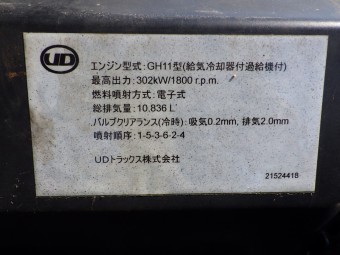 UD
エンジン型式:GH11型(給気冷却器付過給機付)
最高出力:302kW/1800 r.p.m.
燃料噴射方式:電子式
総排気量:10.836 L
バルブクリアランス(冷時):吸気0.2mm, 排気2.0mm
噴射順序:1-5-3-6-2-4
UDトラックス株式会社
21524418